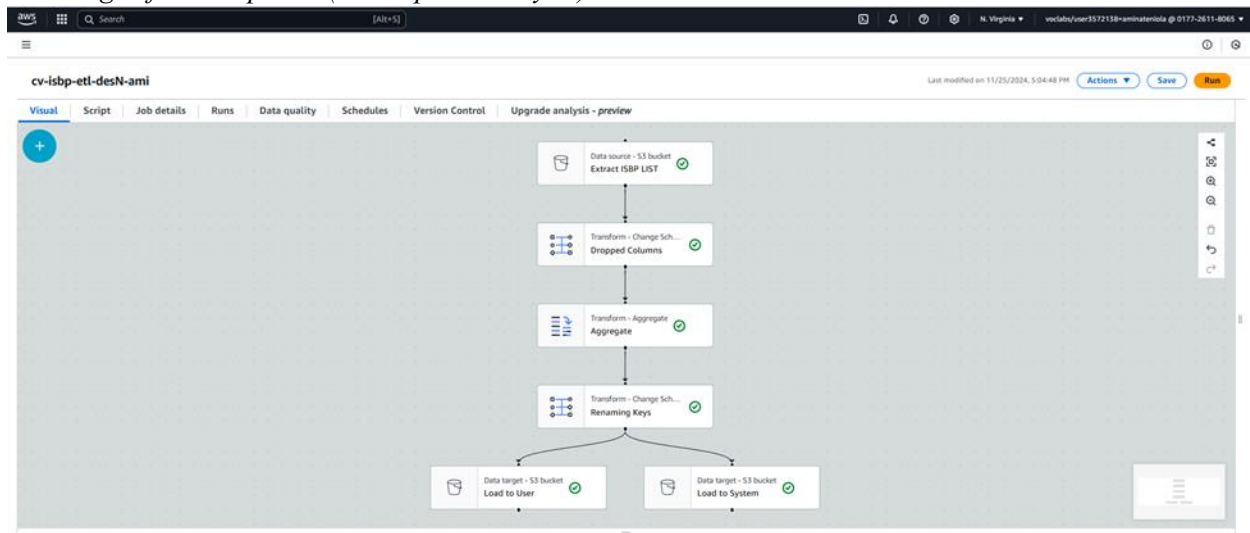 aws
Search
[Alt+S]
N. Virginia ▼
voclabs/user3572138=aminateniola @ 0177-2611-8065 ▼
cv-isbp-etl-desN-ami
Last modified on 11/25/2024, 5:04:48 PM
Actions ▼
Save
Run
Visual
Script
Job details
Runs
Data quality
Schedules
Version Control
Upgrade analysis - preview
Data source - S3 bucket
Extract ISBP LIST
Transform - Change Sch...
Dropped Columns
Transform - Aggregate
Aggregate
Transform - Change Sch...
Renaming Keys
Data target - S3 bucket
Load to User
Data target - S3 bucket
Load to System